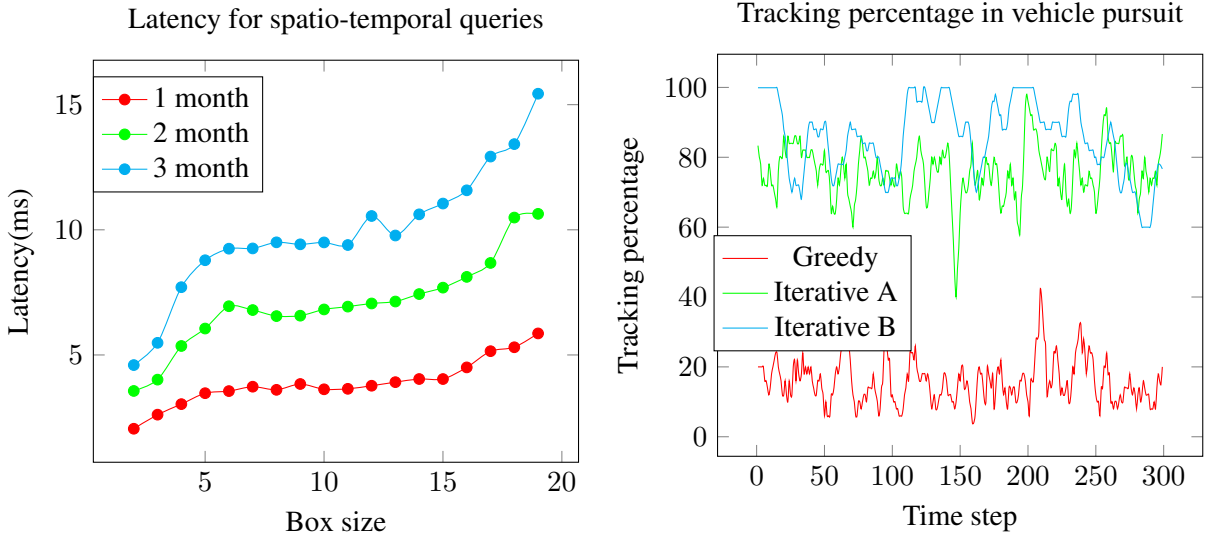 Latency for spatio-temporal queries
15
10
5
Latency(ms)
1 month
2 month
3 month
5
10
15
20
Box size
Tracking percentage in vehicle pursuit
100
80
60
40
20
0
Tracking percentage
Greedy
Iterative A
Iterative B
0
50
100
150
200
250
300
Time step